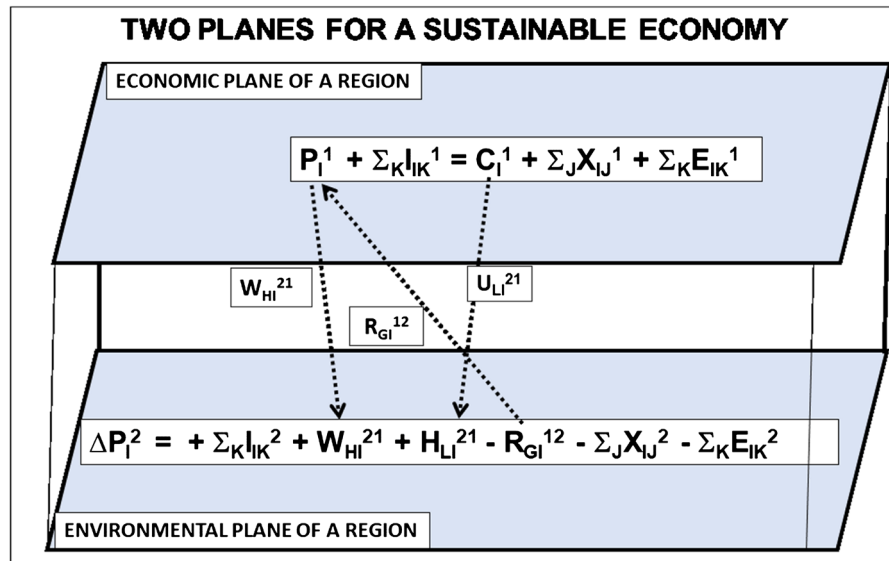 TWO PLANES FOR A SUSTAINABLE ECONOMY
ECONOMIC PLANE OF A REGION
P_I^1 + Σ_K I_IK^1 = C_I^1 + Σ_J X_IJ^1 + Σ_K E_IK^1
W_HI^21
U_LI^21
R_GI^12
ΔP_I^2 = + Σ_K I_IK^2 + W_HI^21 + H_LI^21 - R_GI^12 - Σ_J X_IJ^2 - Σ_K E_IK^2
ENVIRONMENTAL PLANE OF A REGION